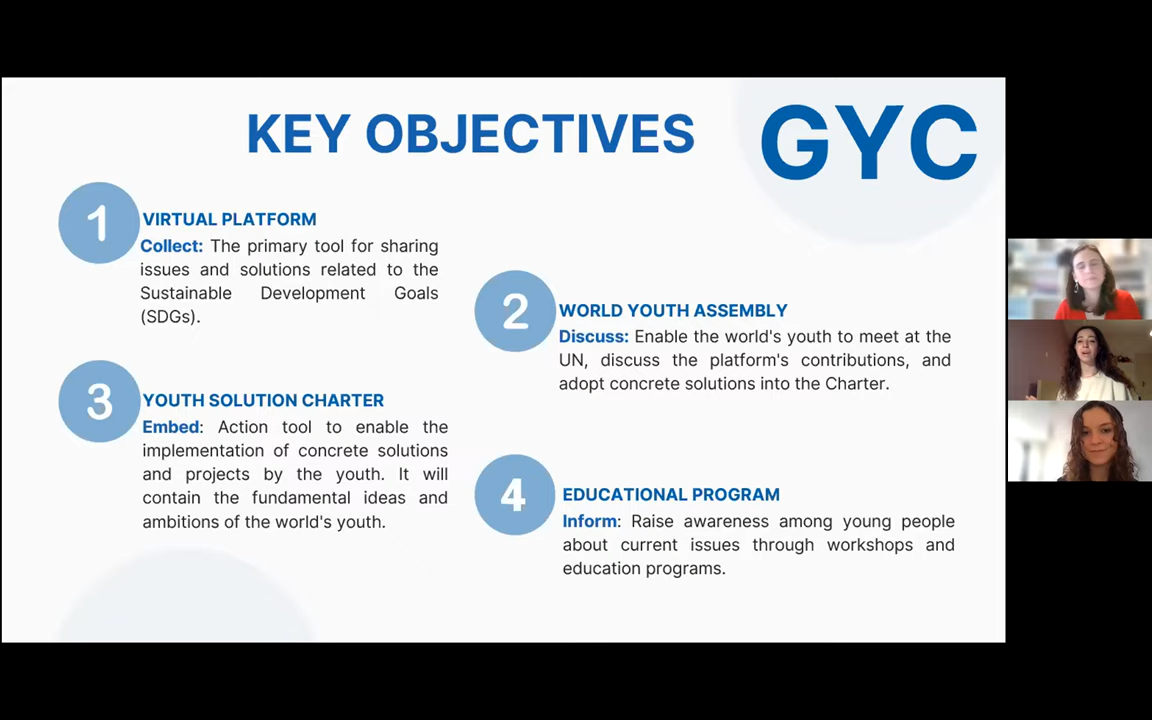 KEY OBJECTIVES
GYC
1
VIRTUAL PLATFORM
Collect: The primary tool for sharing
issues and solutions related to the
Sustainable Development Goals
(SDGs).
2
WORLD YOUTH ASSEMBLY
Discuss: Enable the world's youth to meet at the
UN, discuss the platform's contributions, and
adopt concrete solutions into the Charter.
3
YOUTH SOLUTION CHARTER
Embed: Action tool to enable the
implementation of concrete solutions
and projects by the youth. It will
contain the fundamental ideas and
ambitions of the world's youth.
4
EDUCATIONAL PROGRAM
Inform: Raise awareness among young people
about current issues through workshops and
education programs.